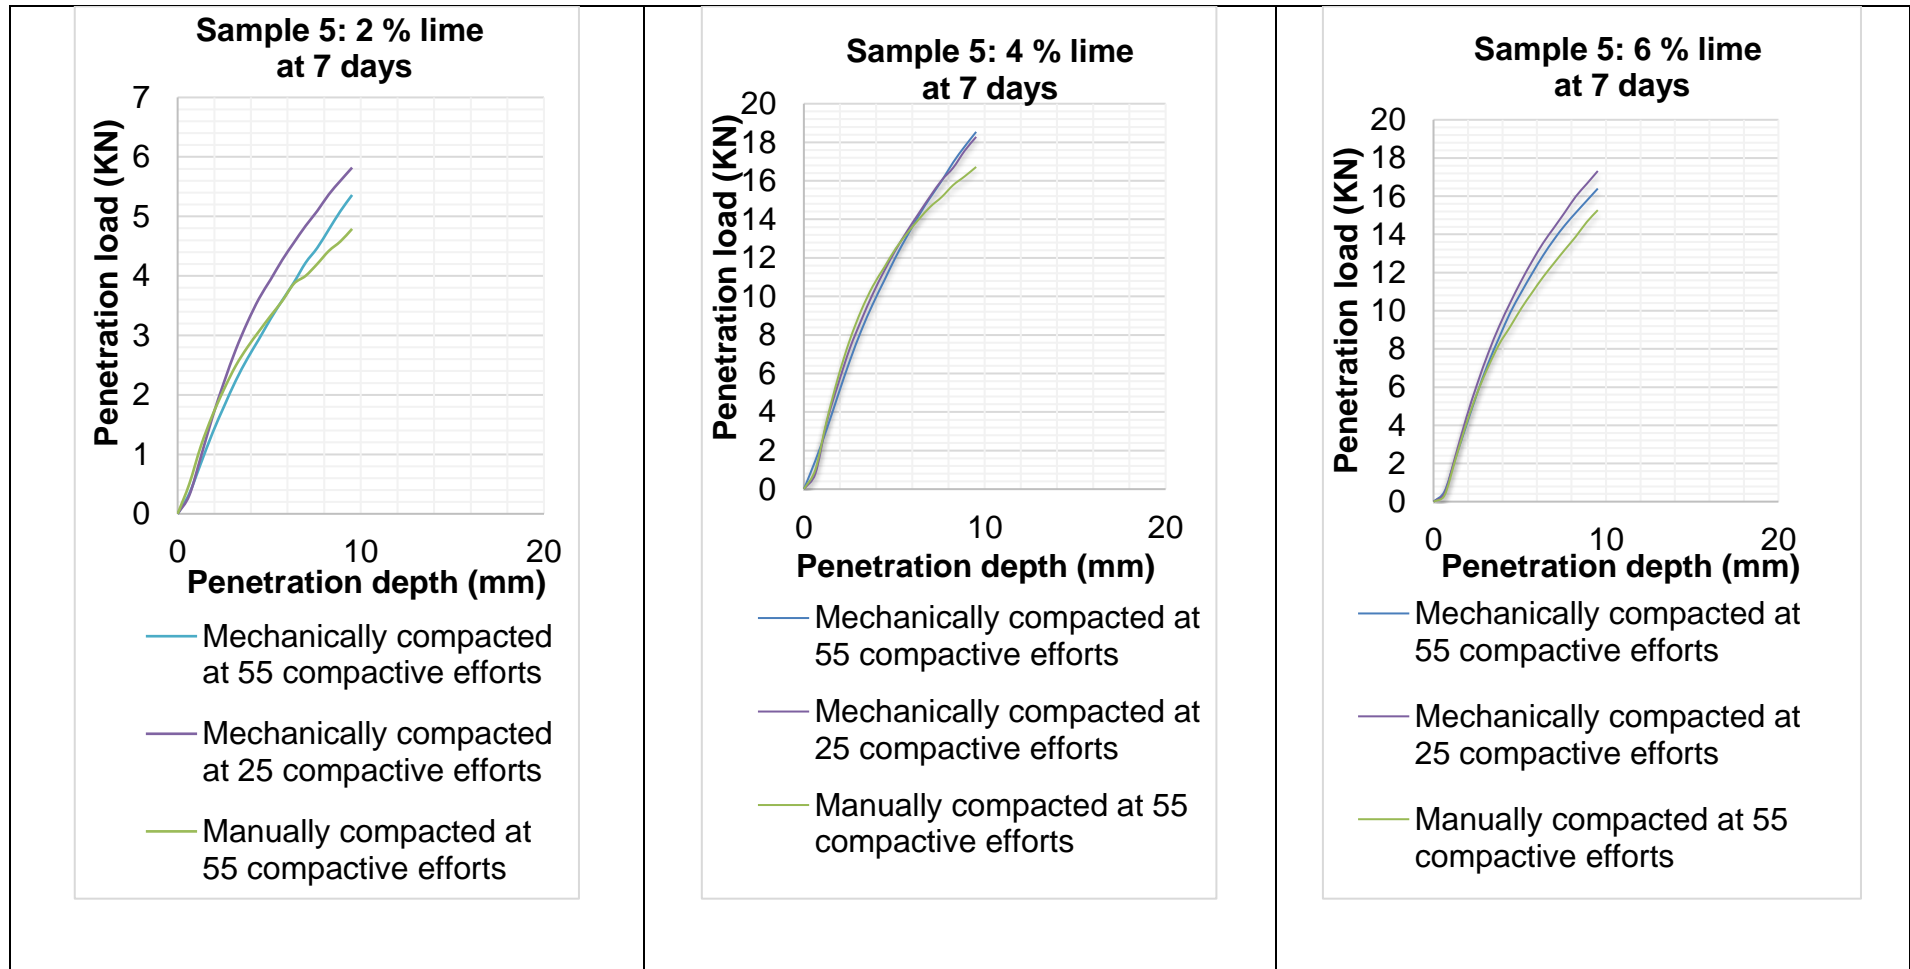 Sample 5: 2 % lime
at 7 days
7
6
5
4
3
2
1
0
Penetration load (KN)
0
10
20
Penetration depth (mm)
Mechanically compacted
at 55 compactive efforts
Mechanically compacted
at 25 compactive efforts
Manually compacted at
55 compactive efforts
Sample 5: 4 % lime
at 7 days
20
18
16
14
12
10
8
6
4
2
0
Penetration load (KN)
0
10
20
Penetration depth (mm)
Mechanically compacted at
55 compactive efforts
Mechanically compacted at
25 compactive efforts
Manually compacted at 55
compactive efforts
Sample 5: 6 % lime
at 7 days
20
18
16
14
12
10
8
6
4
2
0
Penetration load (KN)
0
10
20
Penetration depth (mm)
Mechanically compacted at
55 compactive efforts
Mechanically compacted at
25 compactive efforts
Manually compacted at 55
compactive efforts